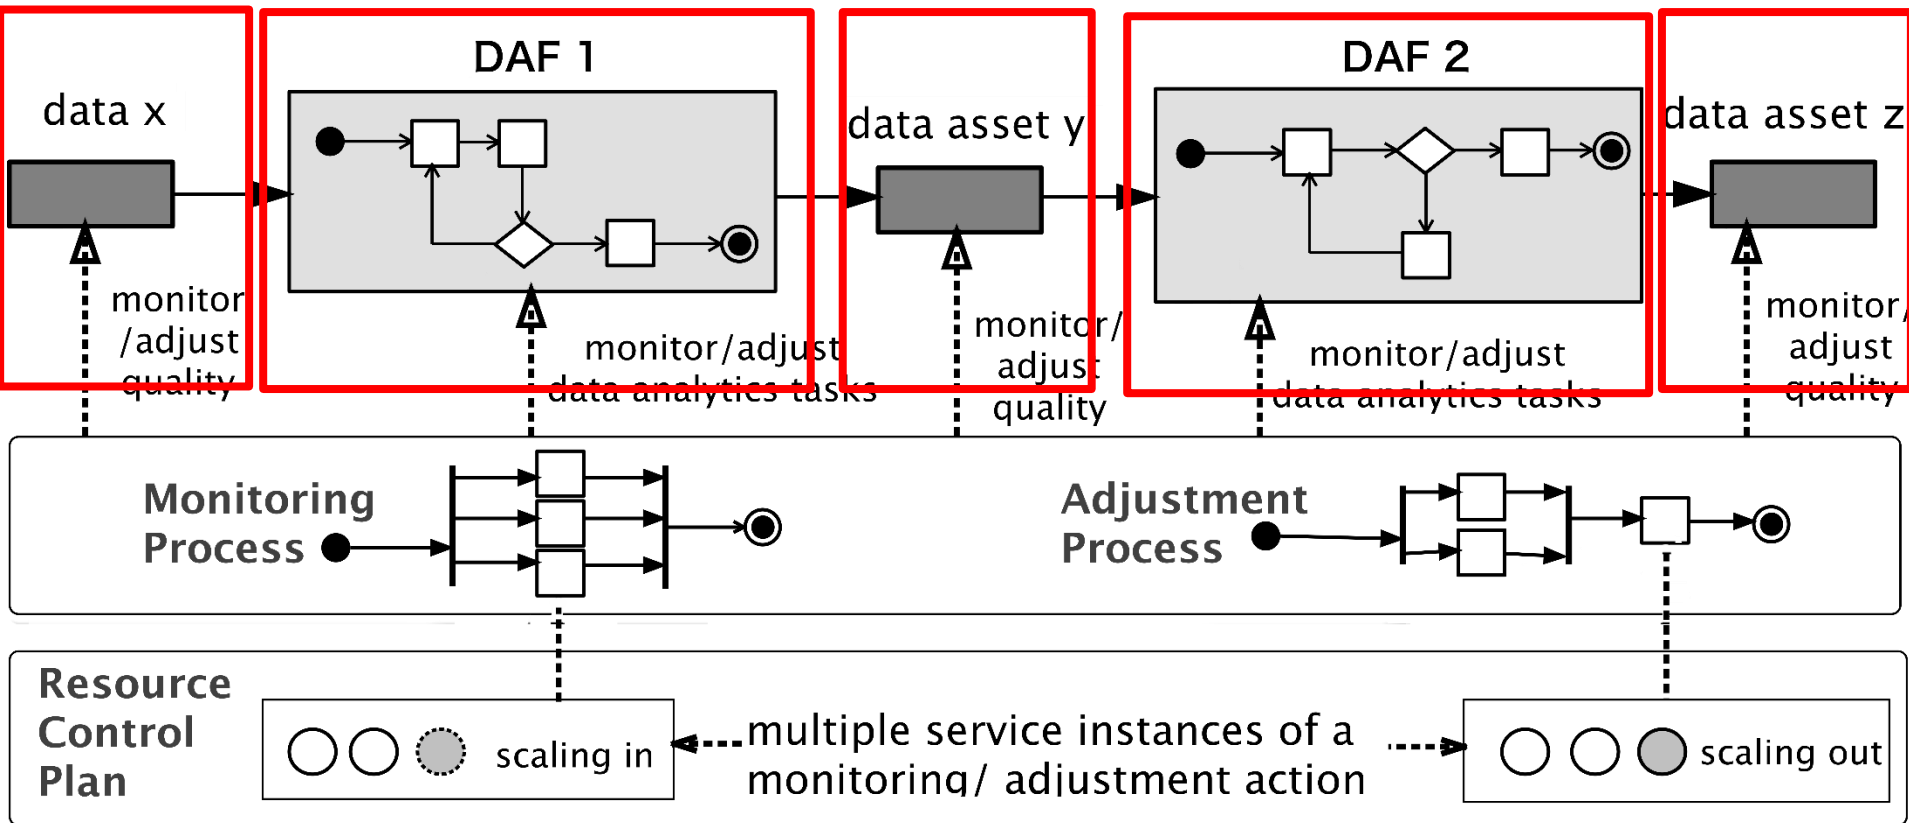 DAF 1
DAF 2
data x
data asset y
data asset z
monitor
/adjust
quality
monitor/adjust
data analytics tasks
monitor/
adjust
quality
monitor/adjust
data analytics tasks
monitor/
adjust
quality
Monitoring
Process
Adjustment
Process
Resource
Control
Plan
scaling in
multiple service instances of a
monitoring/ adjustment action
scaling out